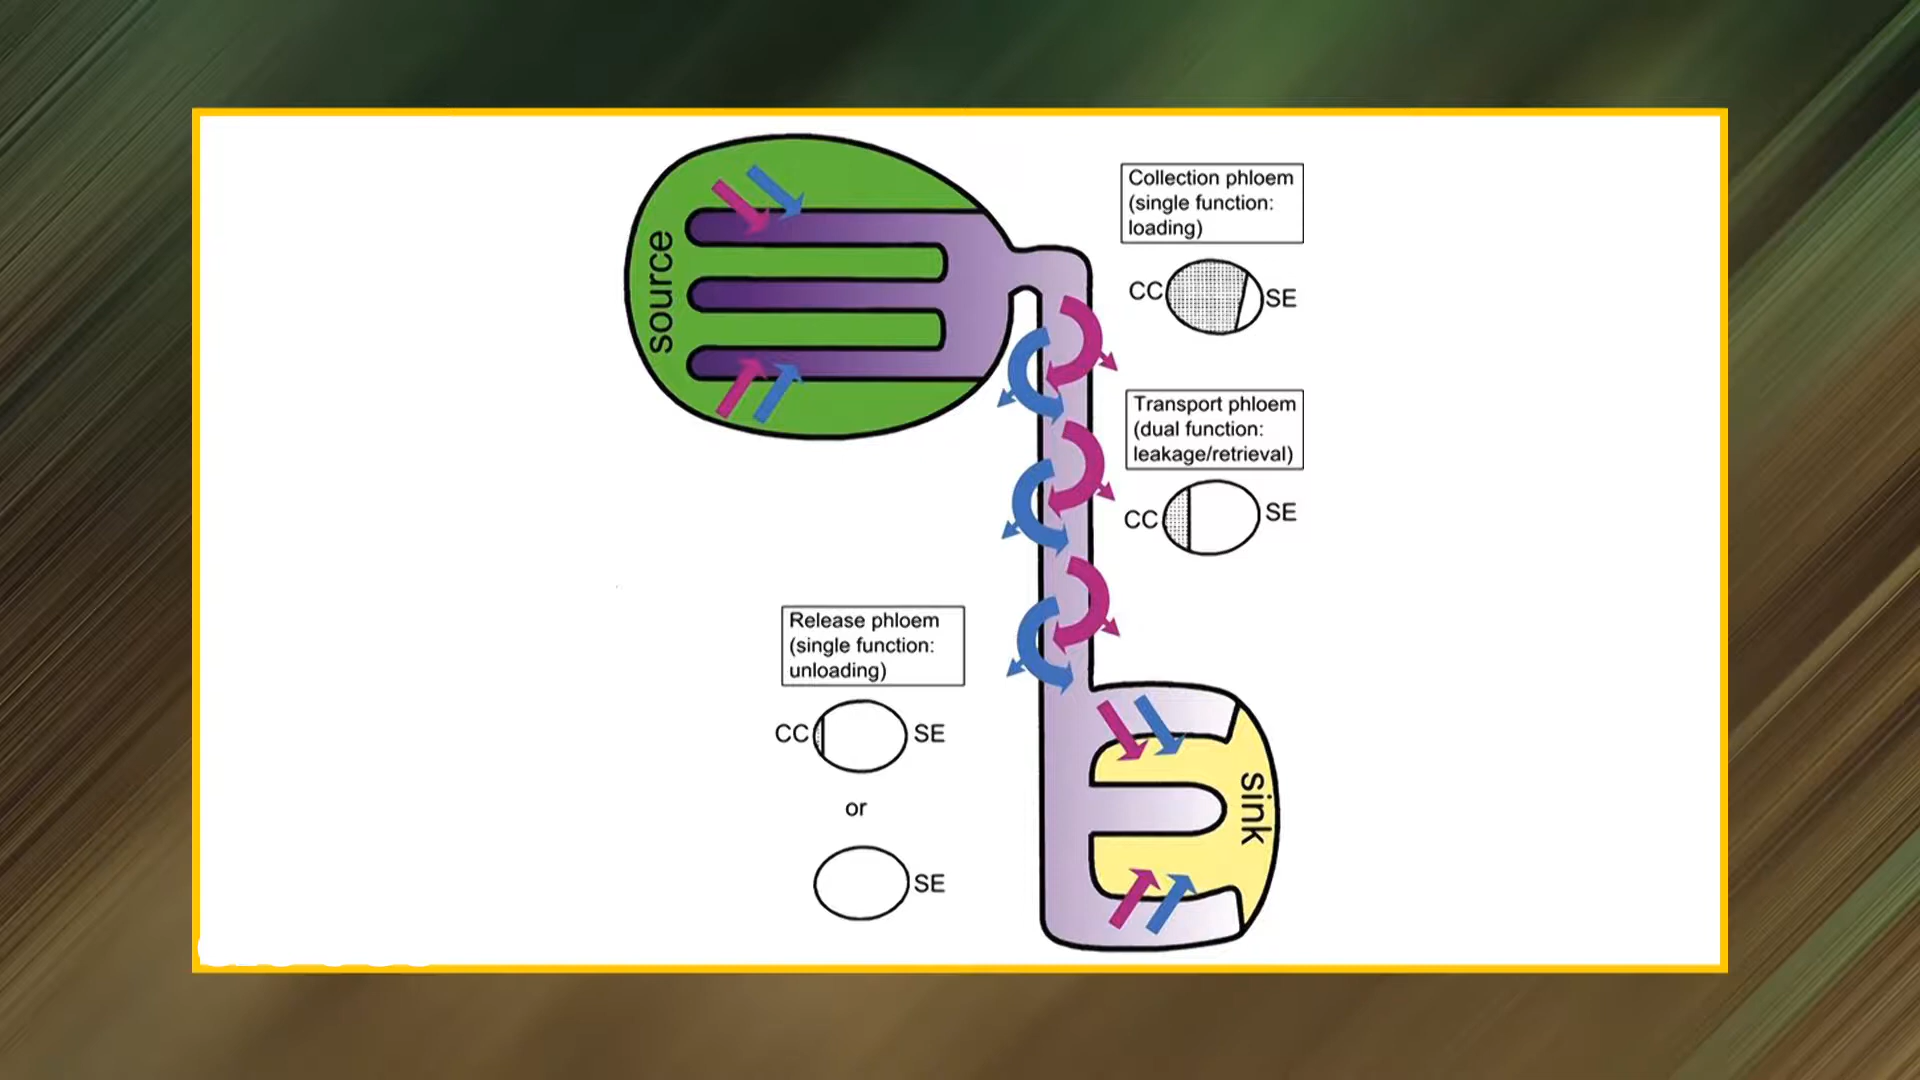 source
Collection phloem
(single function:
loading)
CC
SE
Transport phloem
(dual function:
leakage/retrieval)
CC
SE
Release phloem
(single function:
unloading)
CC
SE
or
SE
sink